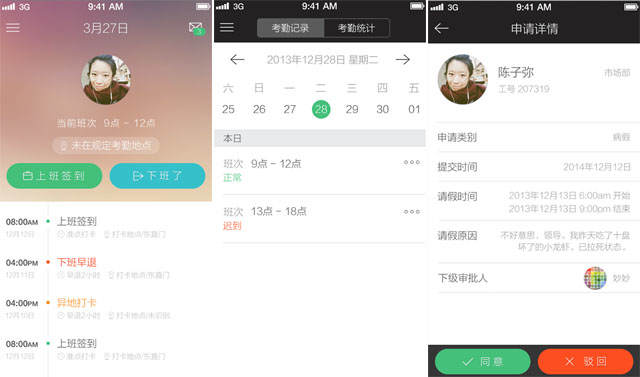 3G 9:41 AM
3月27日
3
当前班次 9点 - 12点
未在规定考勤地点
上班签到
下班了
08:00AM 上班签到
12月12日 准点打卡 打卡地点/东直门
04:00PM 下班早退
12月11日 早退2小时 打卡地点/东直门
04:00PM 异地打卡
12月10日 早退2小时 打卡地点/未识别
08:00AM 上班签到
12月12日 准点打卡 打卡地点/东直门
3G 9:41 AM
考勤记录 考勤统计
2013年12月28日 星期二
六 日 一 二 三 四 五
25 26 27 28 29 30 01
本日
班次 9点 - 12点
正常
班次 13点 - 18点
迟到
3G 9:41 AM
申请详情
陈子弥 市场部
工号 207319
申请类别 病假
提交时间 2014年12月12日
请假时间 2013年12月13日 6:00am 开始
2013年12月13日 9:00pm 结束
请假原因 不好意思，领导。我昨天吃了十盘
坏了的小龙虾。已拉死状态。
下级审批人 妙妙
同意
驳回